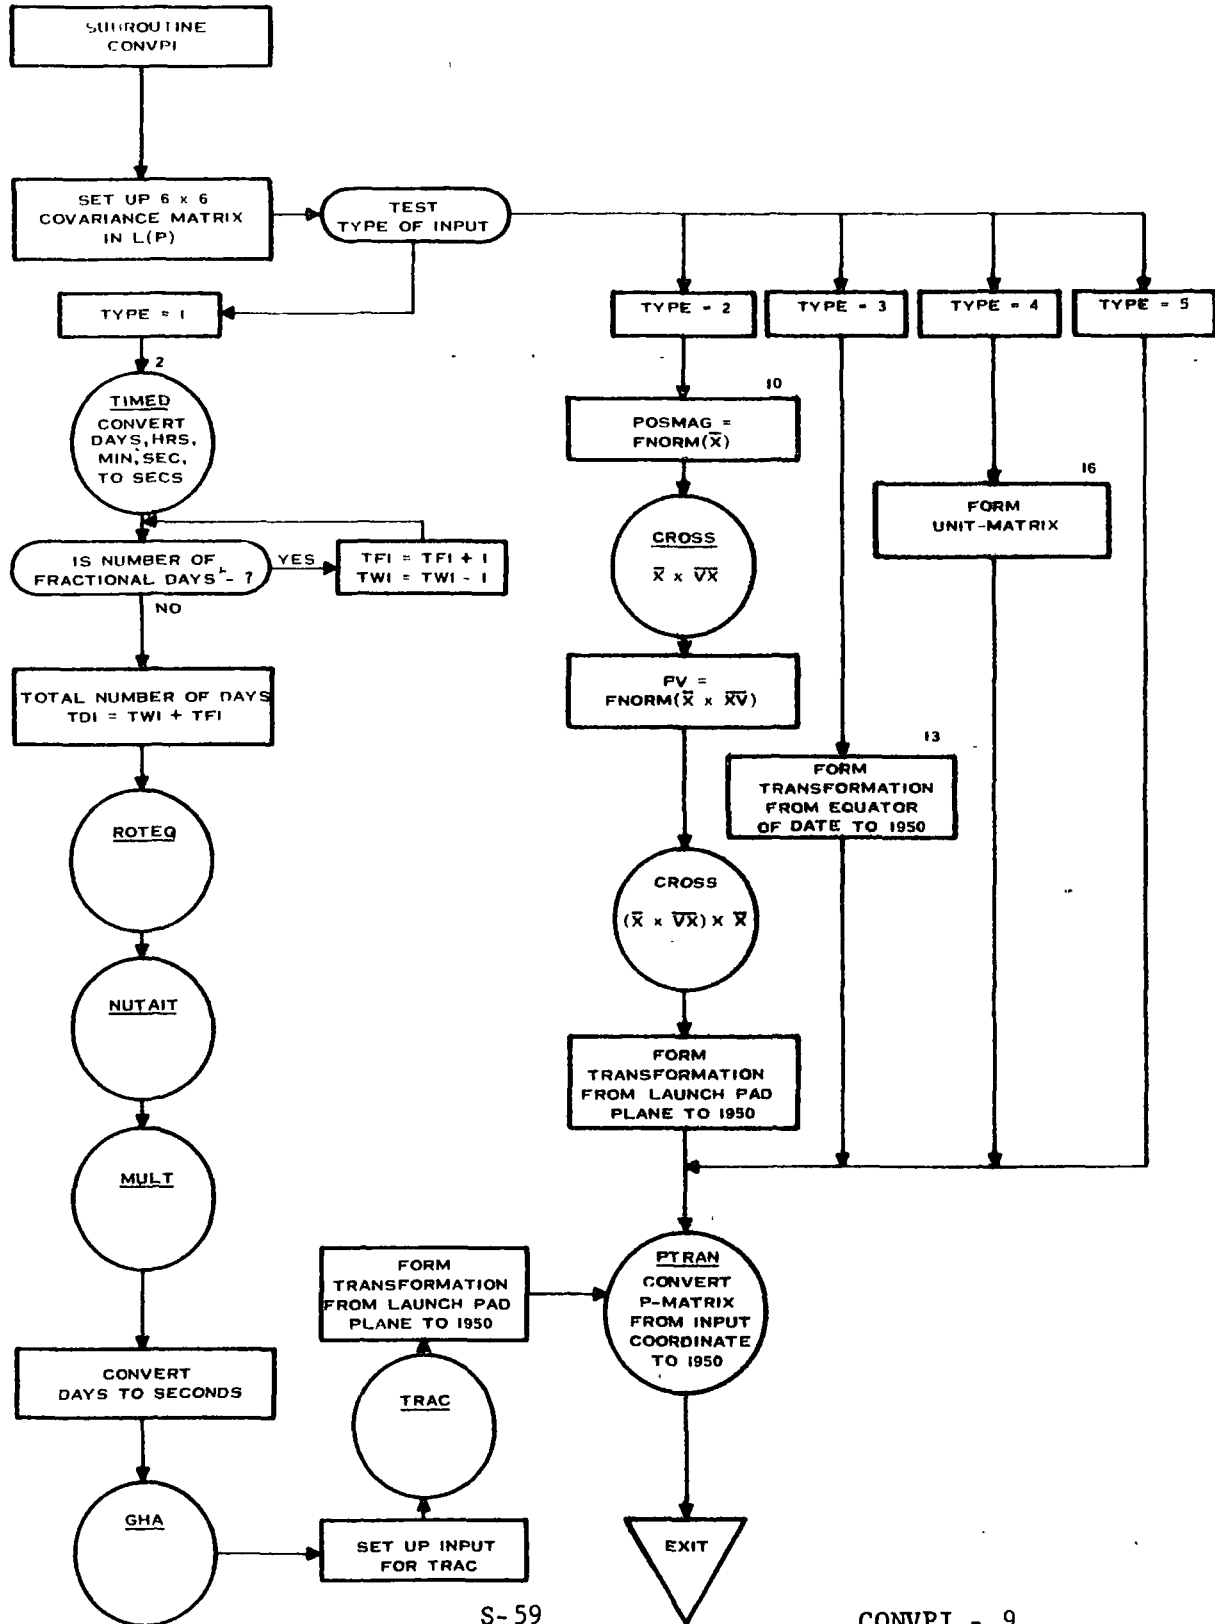 SUBROUTINE
CONVPI
SET UP 6 x 6
COVARIANCE MATRIX
IN L(P)
TEST
TYPE OF INPUT
TYPE = 1
TYPE = 2
TYPE = 3
TYPE = 4
TYPE = 5
2
TIMED
CONVERT
DAYS, HRS,
MIN, SEC,
TO SECS
IS NUMBER OF
FRACTIONAL DAYS - ?
YES
TFI = TFI + 1
TWI = TWI - 1
NO
TOTAL NUMBER OF DAYS
TDI = TWI + TFI
ROTEQ
NUTAIT
MULT
CONVERT
DAYS TO SECONDS
GHA
SET UP INPUT
FOR TRAC
TRAC
FORM
TRANSFORMATION
FROM LAUNCH PAD
PLANE TO 1950
10
POSMAG =
FNORM(X̅)
CROSS
X̅ x V̅X̅
PV =
FNORM(X̅ x X̅V̅)
CROSS
(X̅ x V̅X̅) x X̅
FORM
TRANSFORMATION
FROM LAUNCH PAD
PLANE TO 1950
13
FORM
TRANSFORMATION
FROM EQUATOR
OF DATE TO 1950
16
FORM
UNIT-MATRIX
PTRAN
CONVERT
P-MATRIX
FROM INPUT
COORDINATE
TO 1950
EXIT
S-59
CONVPI - 9